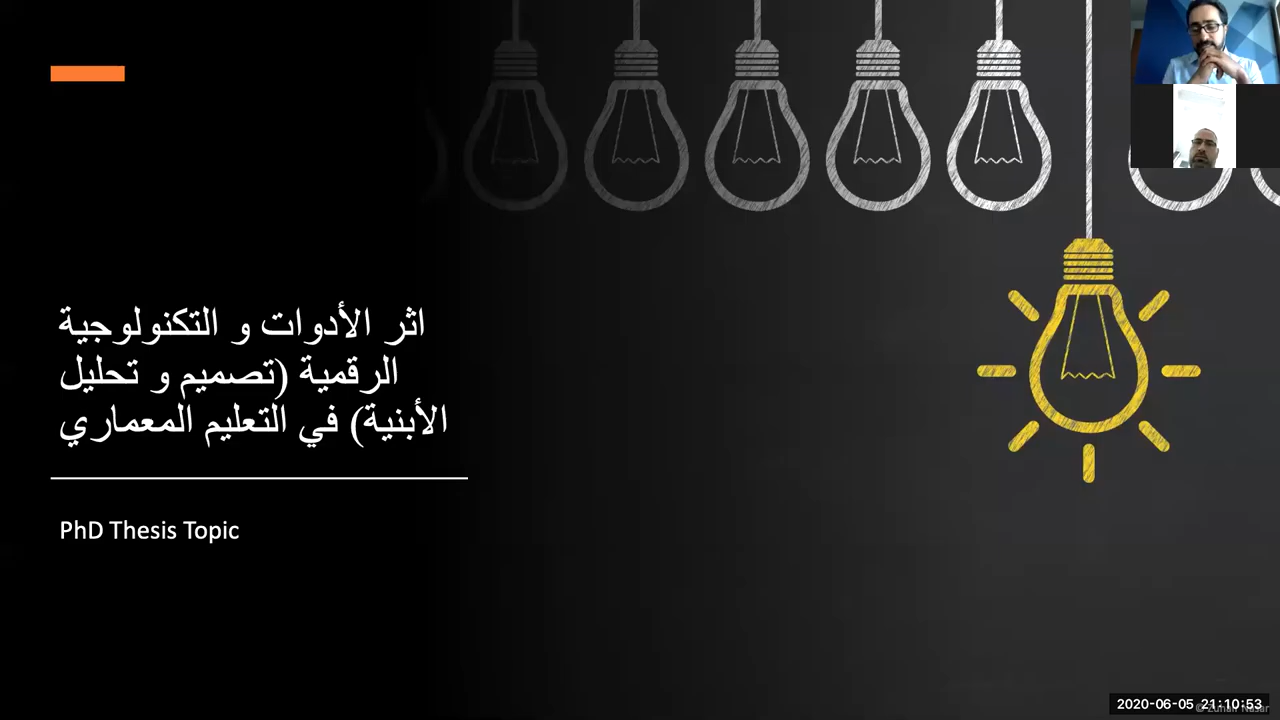 اثر الأدوات و التكنولوجية
الرقمية (تصميم و تحليل
الأبنية) في التعليم المعماري
PhD Thesis Topic
2020-06-05 21:10:53